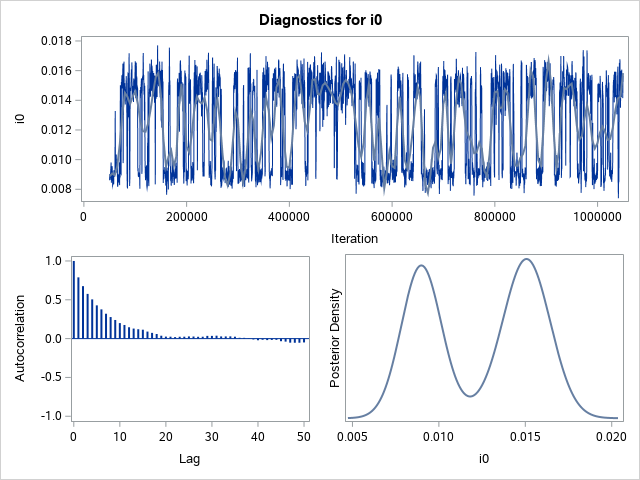 Diagnostics for i0
0.018
0.016
0.014
0.012
0.010
0.008
i0
0 200000 400000 600000 800000 1000000
Iteration
1.0
0.5
0.0
-0.5
-1.0
Autocorrelation
0 10 20 30 40 50
Lag
Posterior Density
0.005 0.010 0.015 0.020
i0